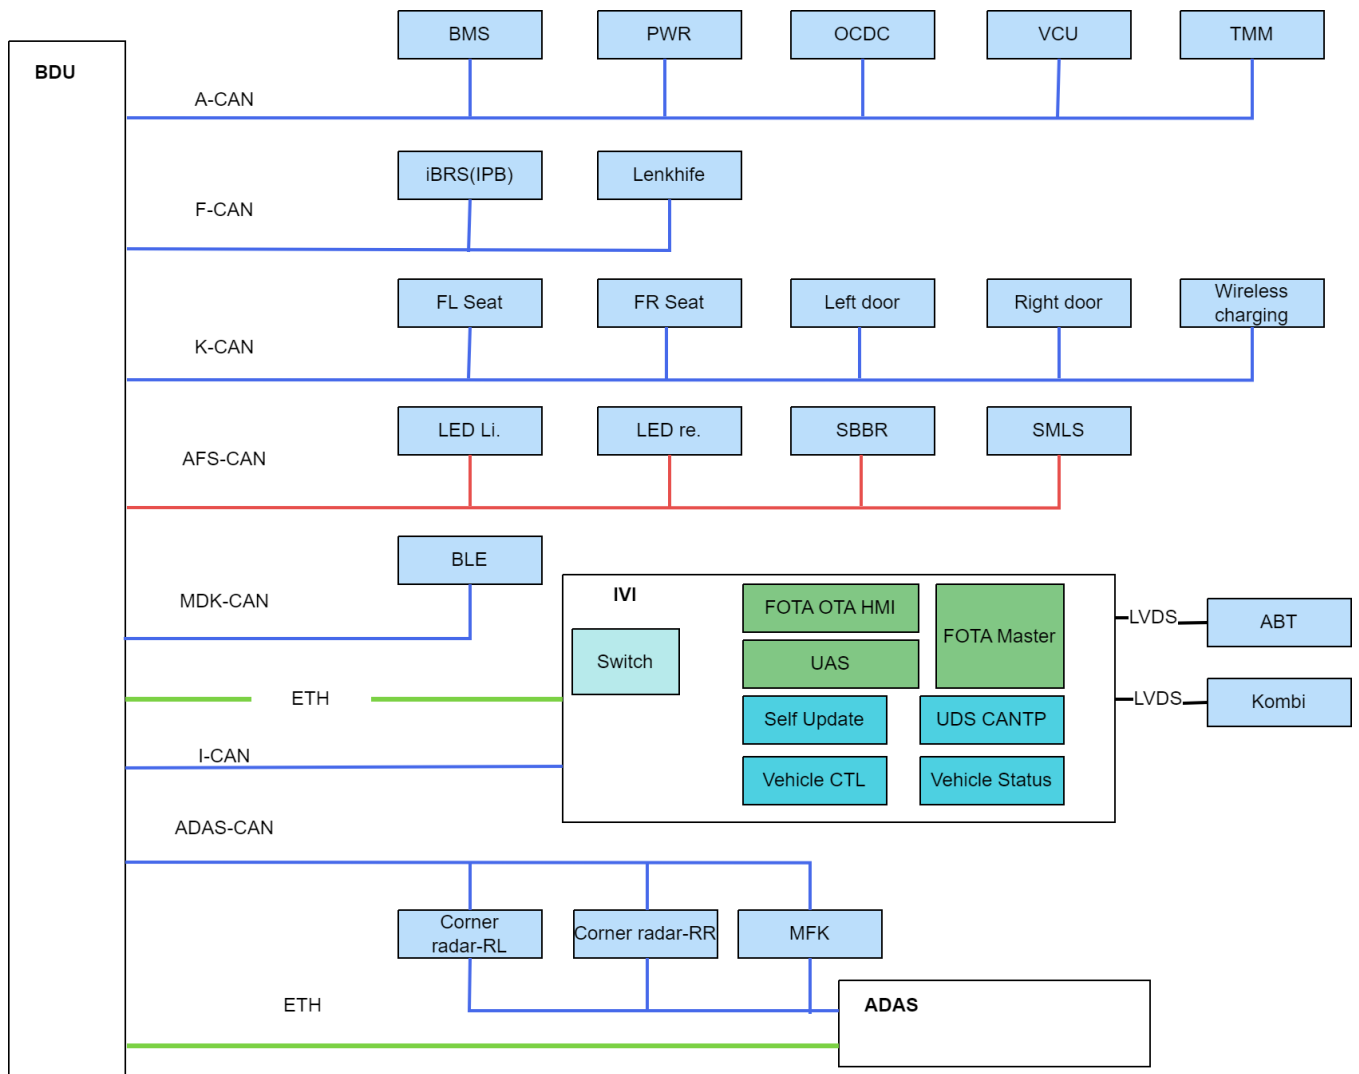 BDU
BMS
PWR
OCDC
VCU
TMM
A-CAN
iBRS(IPB)
Lenkhife
F-CAN
FL Seat
FR Seat
Left door
Right door
Wireless
charging
K-CAN
LED Li.
LED re.
SBBR
SMLS
AFS-CAN
BLE
MDK-CAN
IVI
FOTA OTA HMI
FOTA Master
UAS
Switch
Self Update
UDS CANTP
Vehicle CTL
Vehicle Status
LVDS
ABT
LVDS
Kombi
ETH
I-CAN
ADAS-CAN
Corner
radar-RL
Corner radar-RR
MFK
ETH
ADAS